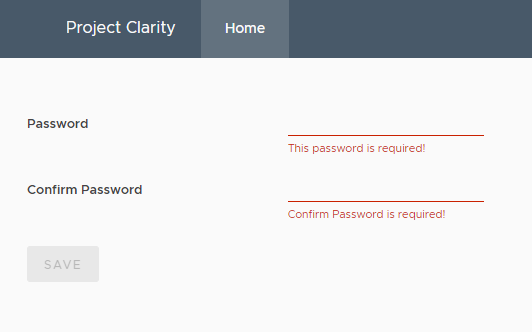 Project Clarity Home
Password
This password is required!
Confirm Password
Confirm Password is required!
SAVE